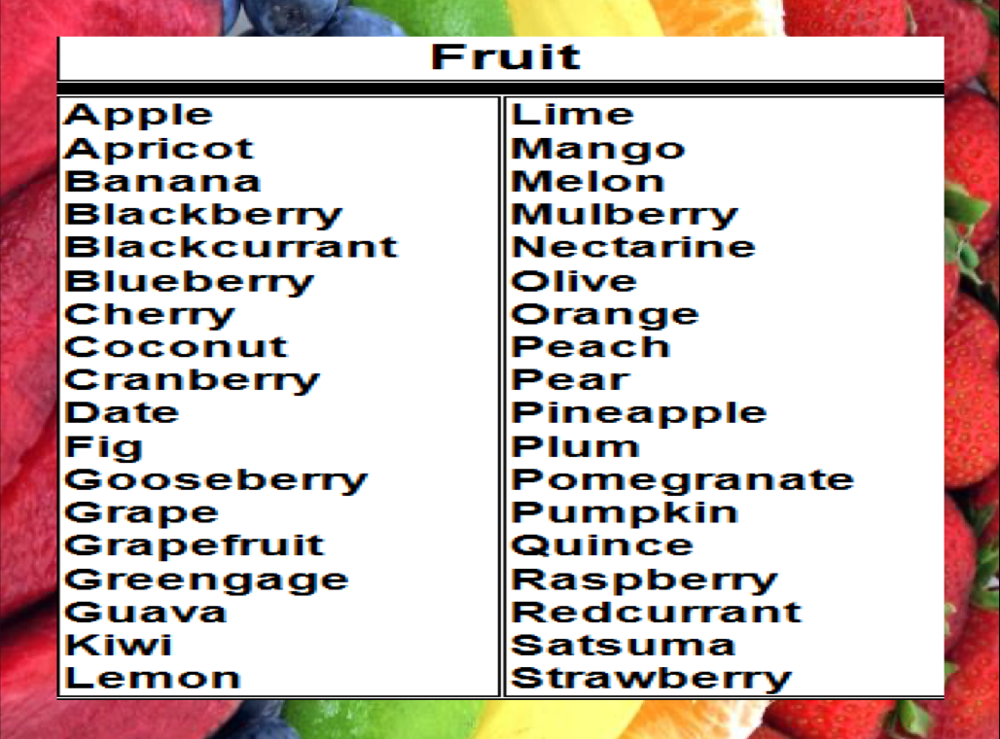 Fruit
Apple
Apricot
Banana
Blackberry
Blackcurrant
Blueberry
Cherry
Coconut
Cranberry
Date
Fig
Gooseberry
Grape
Grapefruit
Greengage
Guava
Kiwi
Lemon
Lime
Mango
Melon
Mulberry
Nectarine
Olive
Orange
Peach
Pear
Pineapple
Plum
Pomegranate
Pumpkin
Quince
Raspberry
Redcurrant
Satsuma
Strawberry